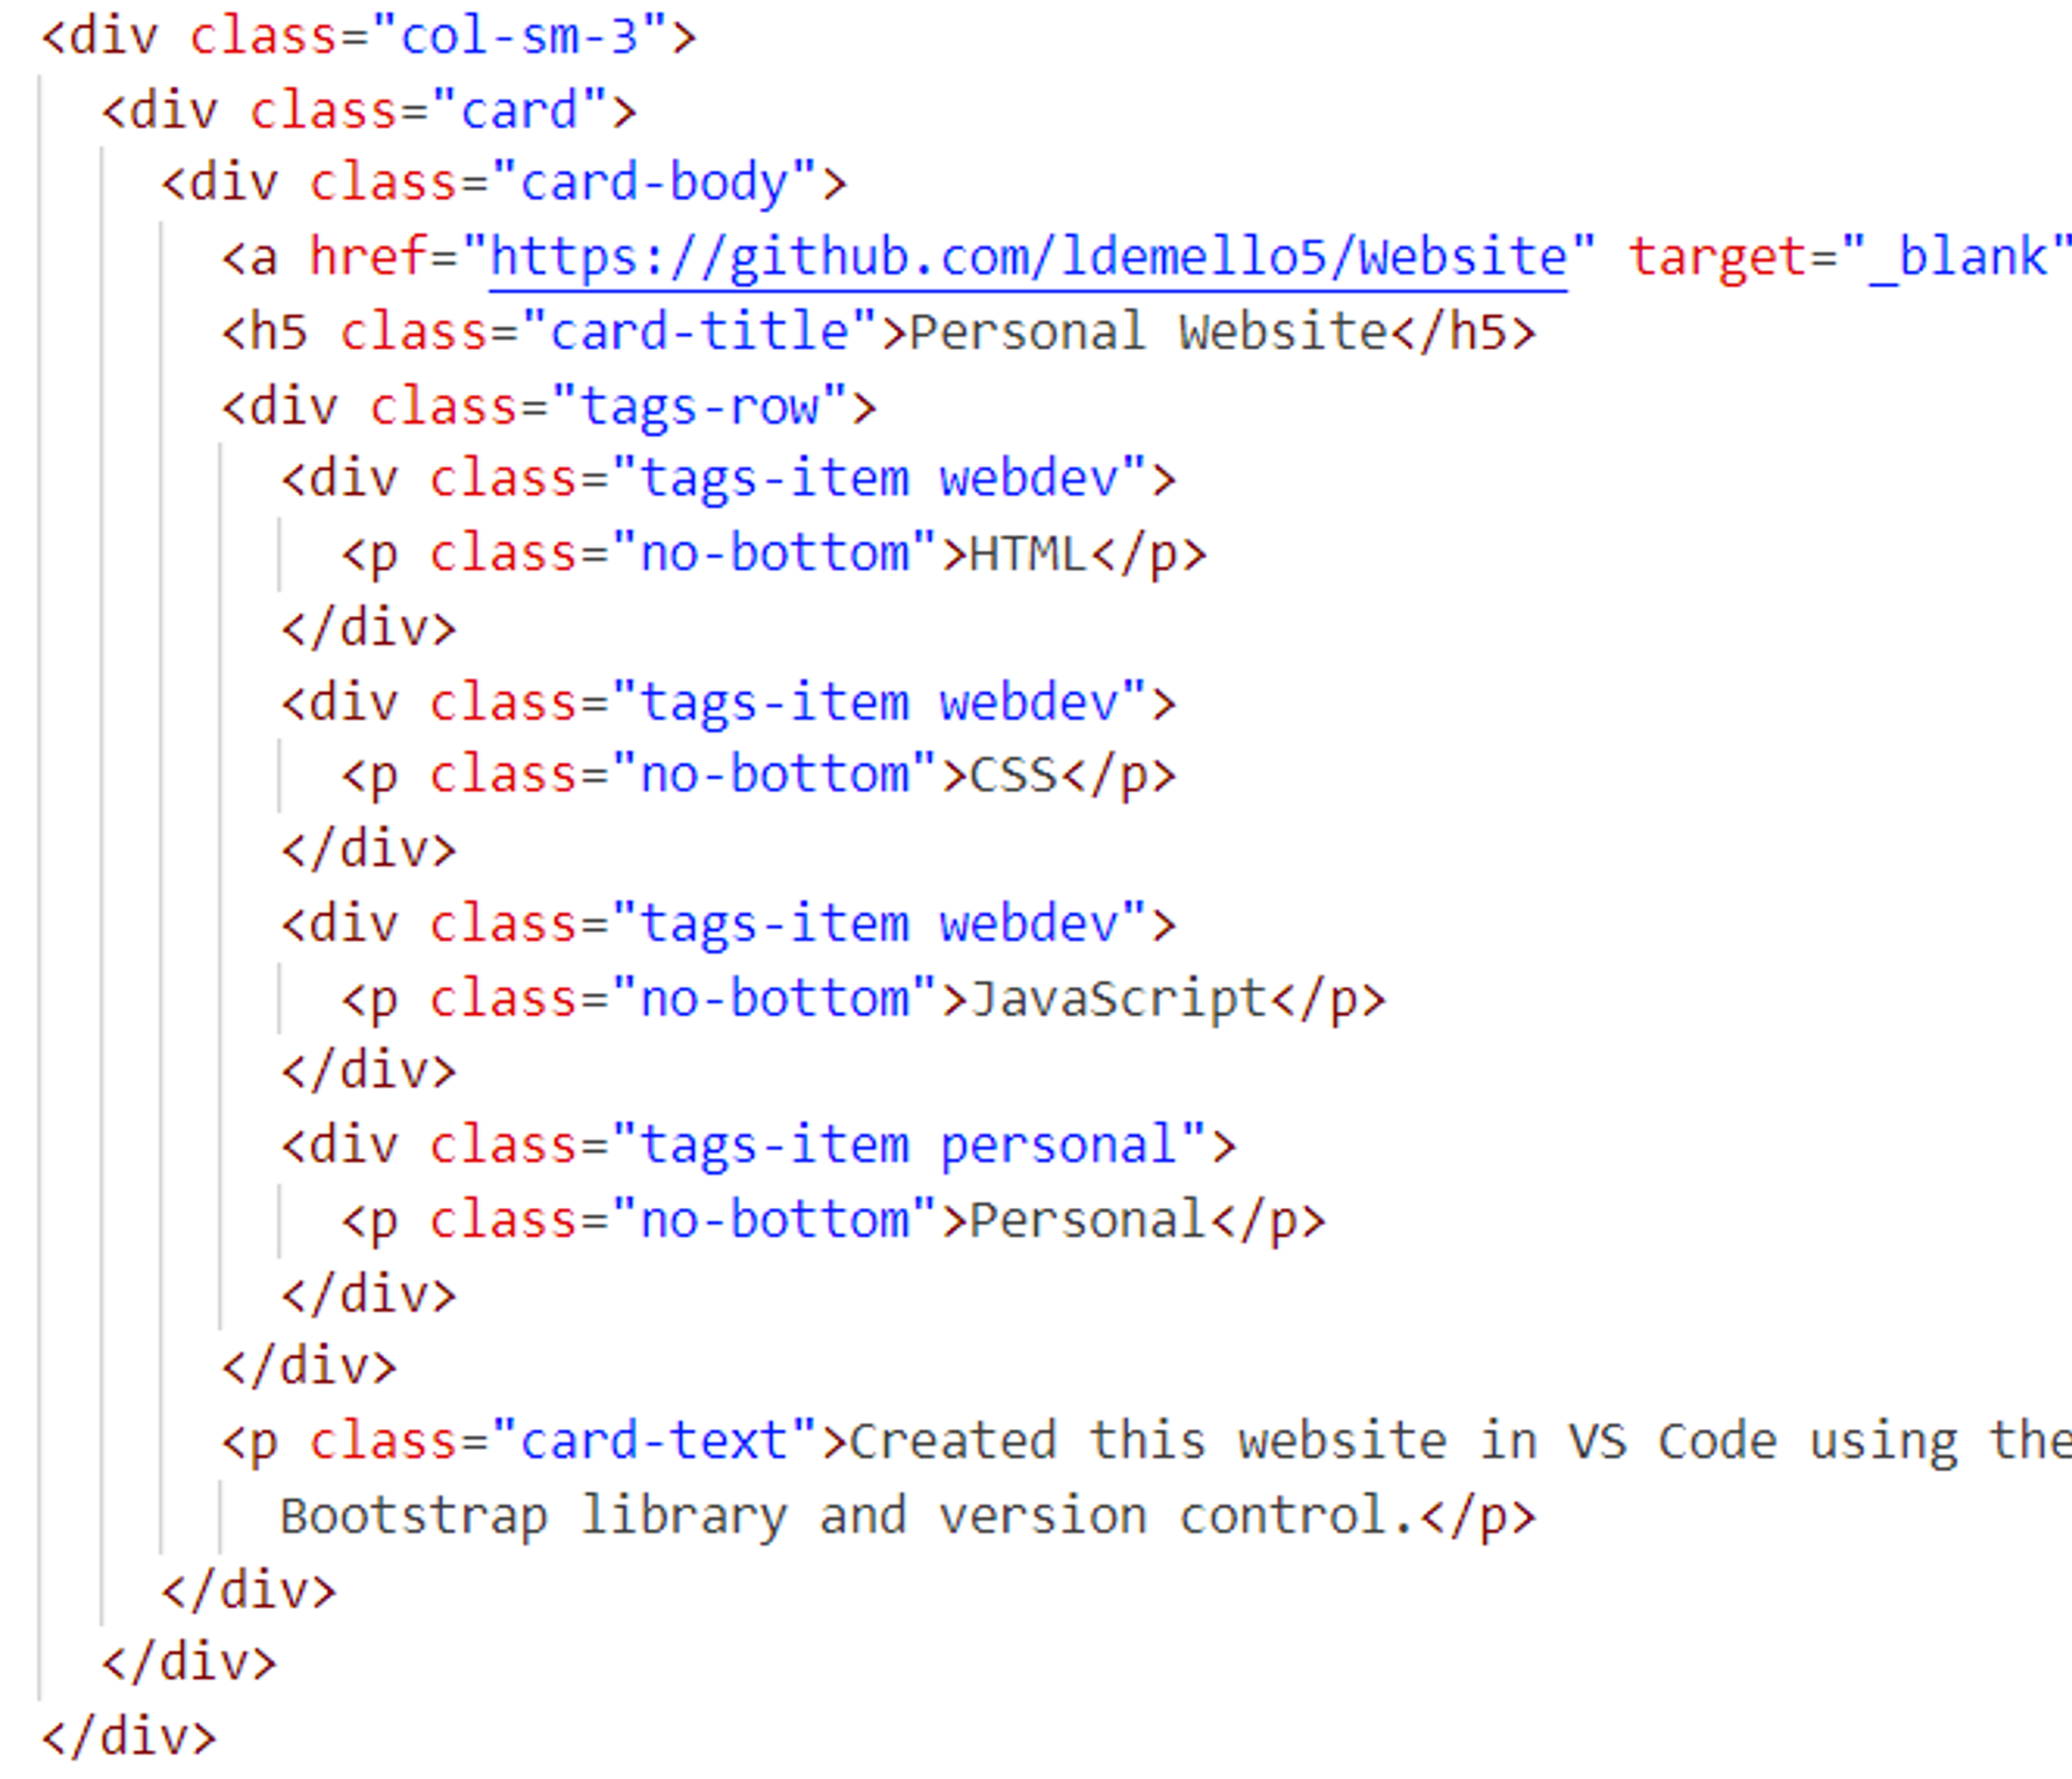 <div class="col-sm-3">
<div class="card">
<div class="card-body">
<a href="https://github.com/ldemello5/Website" target="_blank"
<h5 class="card-title">Personal Website</h5>
<div class="tags-row">
<div class="tags-item webdev">
<p class="no-bottom">HTML</p>
</div>
<div class="tags-item webdev">
<p class="no-bottom">CSS</p>
</div>
<div class="tags-item webdev">
<p class="no-bottom">JavaScript</p>
</div>
<div class="tags-item personal">
<p class="no-bottom">Personal</p>
</div>
</div>
<p class="card-text">Created this website in VS Code using the
Bootstrap library and version control.</p>
</div>
</div>
</div>